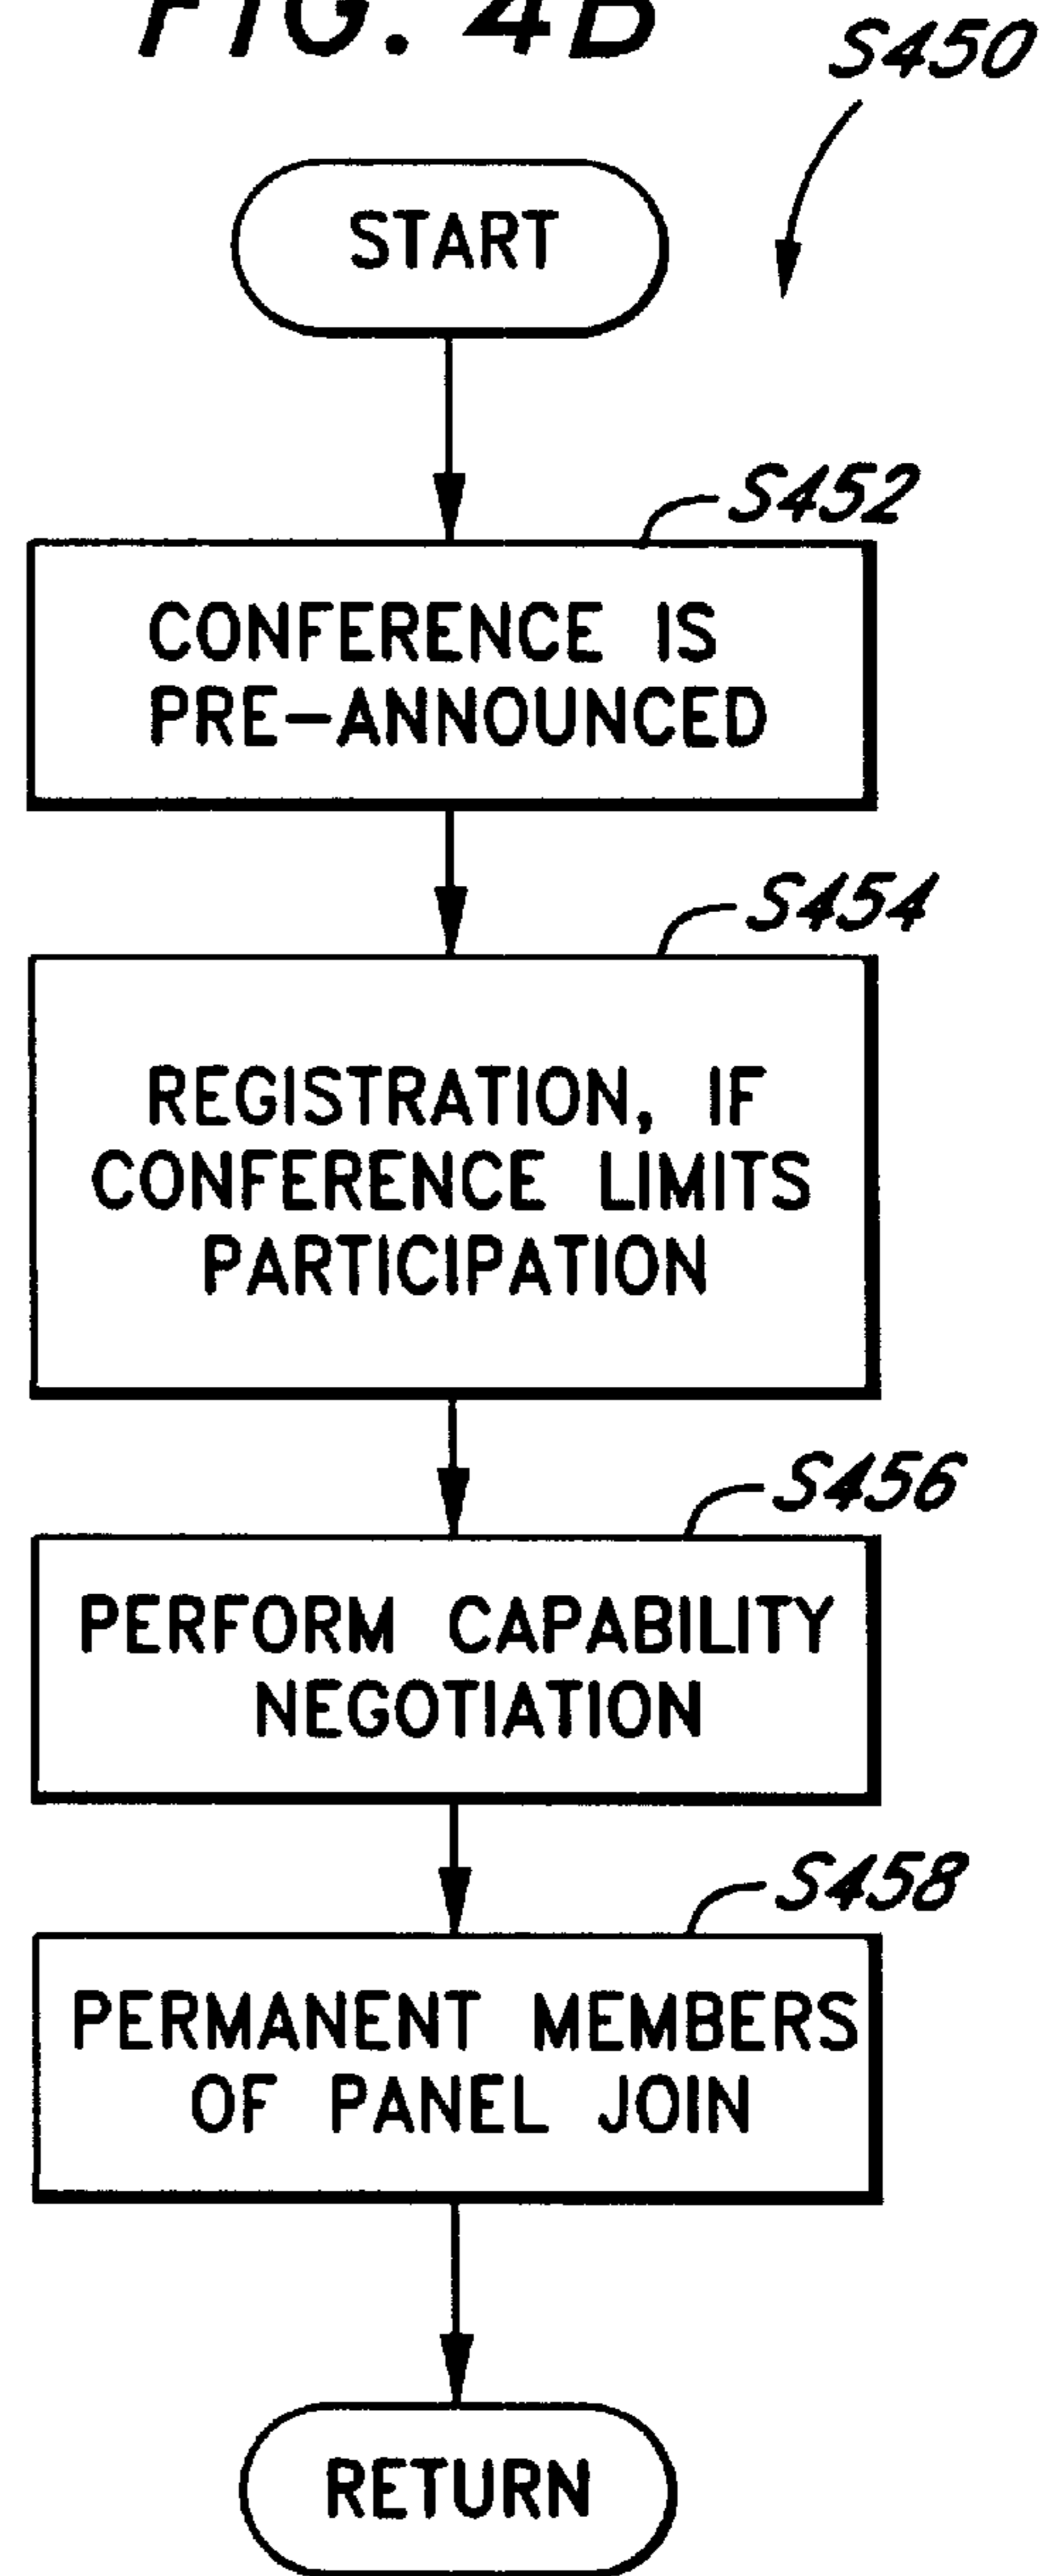 FIG. 4B
S450
START
S452
CONFERENCE IS
PRE-ANNOUNCED
S454
REGISTRATION, IF
CONFERENCE LIMITS
PARTICIPATION
S456
PERFORM CAPABILITY
NEGOTIATION
S458
PERMANENT MEMBERS
OF PANEL JOIN
RETURN